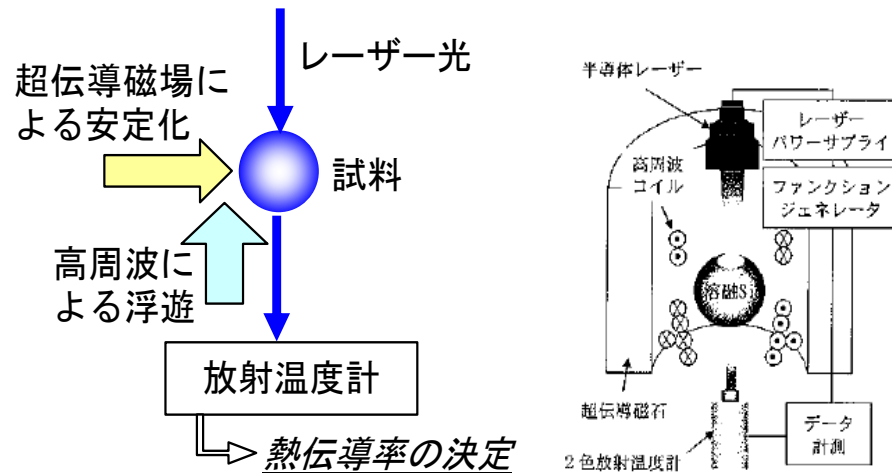 レーザー光
超伝導磁場に
よる安定化
試料
高周波に
よる浮遊
放射温度計
熱伝導率の決定
半導体レーザー
レーザー
パワーサプライ
高周波
コイル
ファンクション
ジェネレータ
溶融S
超伝導磁石
2色放射温度計
データ
計測